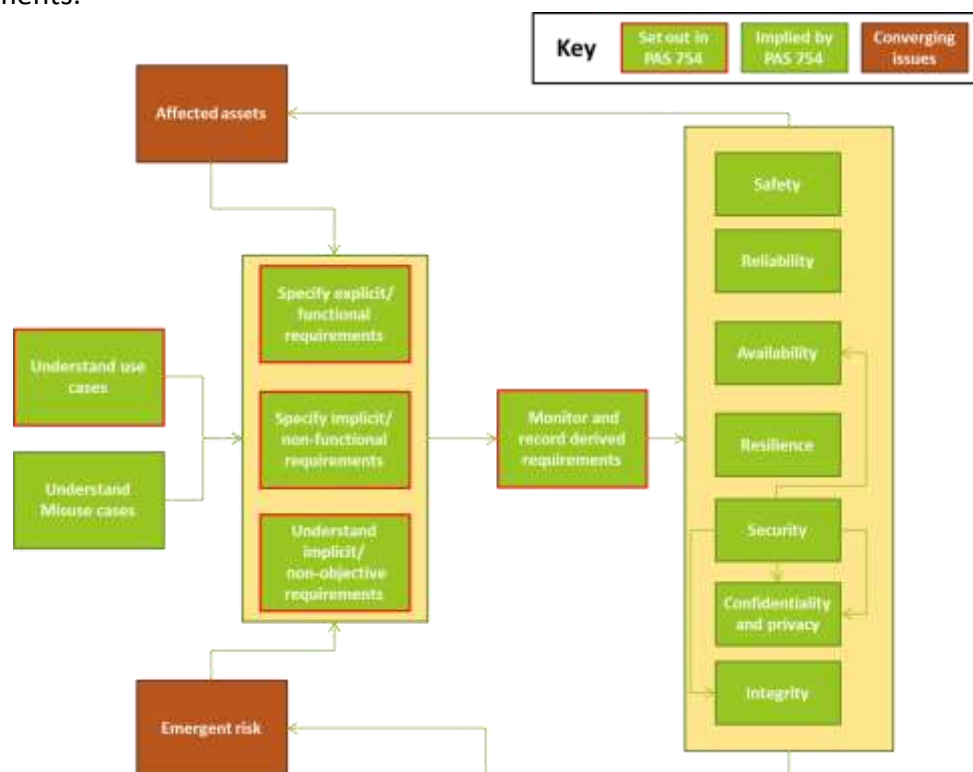 nents.
Key
Set out in
PAS 754
Implied by
PAS 754
Converging
issues
Affected assets
Safety
Reliability
Specify explicit/
functional
requirements
Availability
Understand use
cases
Specify implicit/
non-functional
requirements
Monitor and
record derived
requirements
Resilience
Understand
Misuse cases
Security
Understand
implicit/
non-objective
requirements
Confidentiality
and privacy
Integrity
Emergent risk